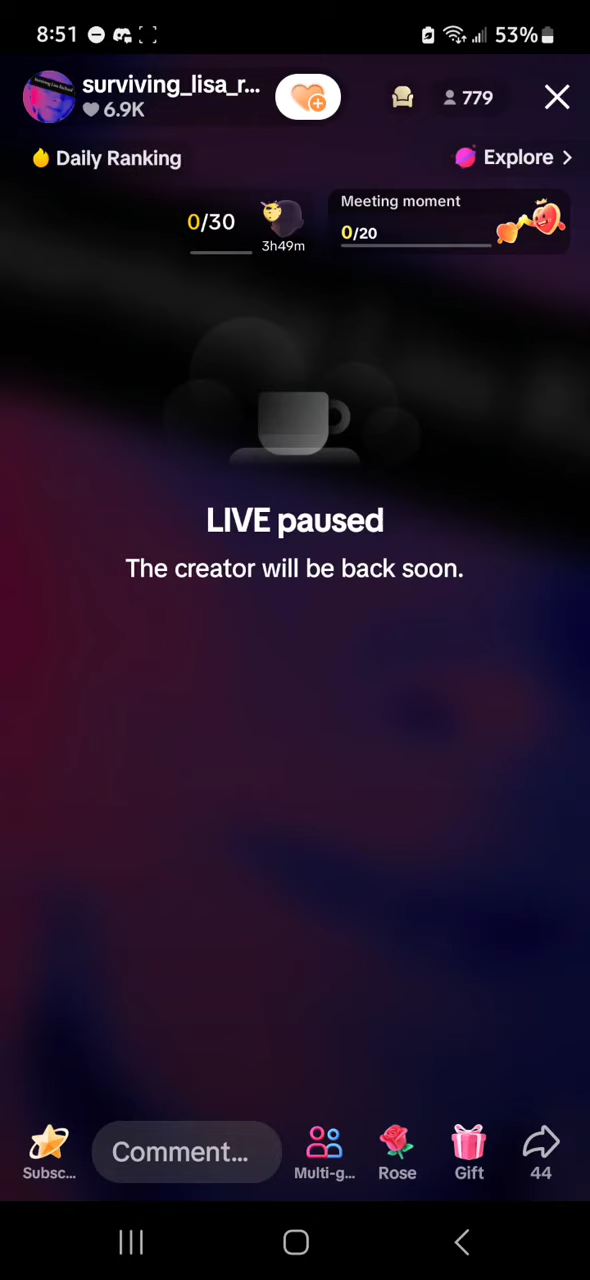 8:51
53%
surviving_lisa_r...
6.9K
779
Daily Ranking
Explore
0/30
3h49m
Meeting moment
0/20
LIVE paused
The creator will be back soon.
Comment...
Subsc...
Multi-g...
Rose
Gift
44